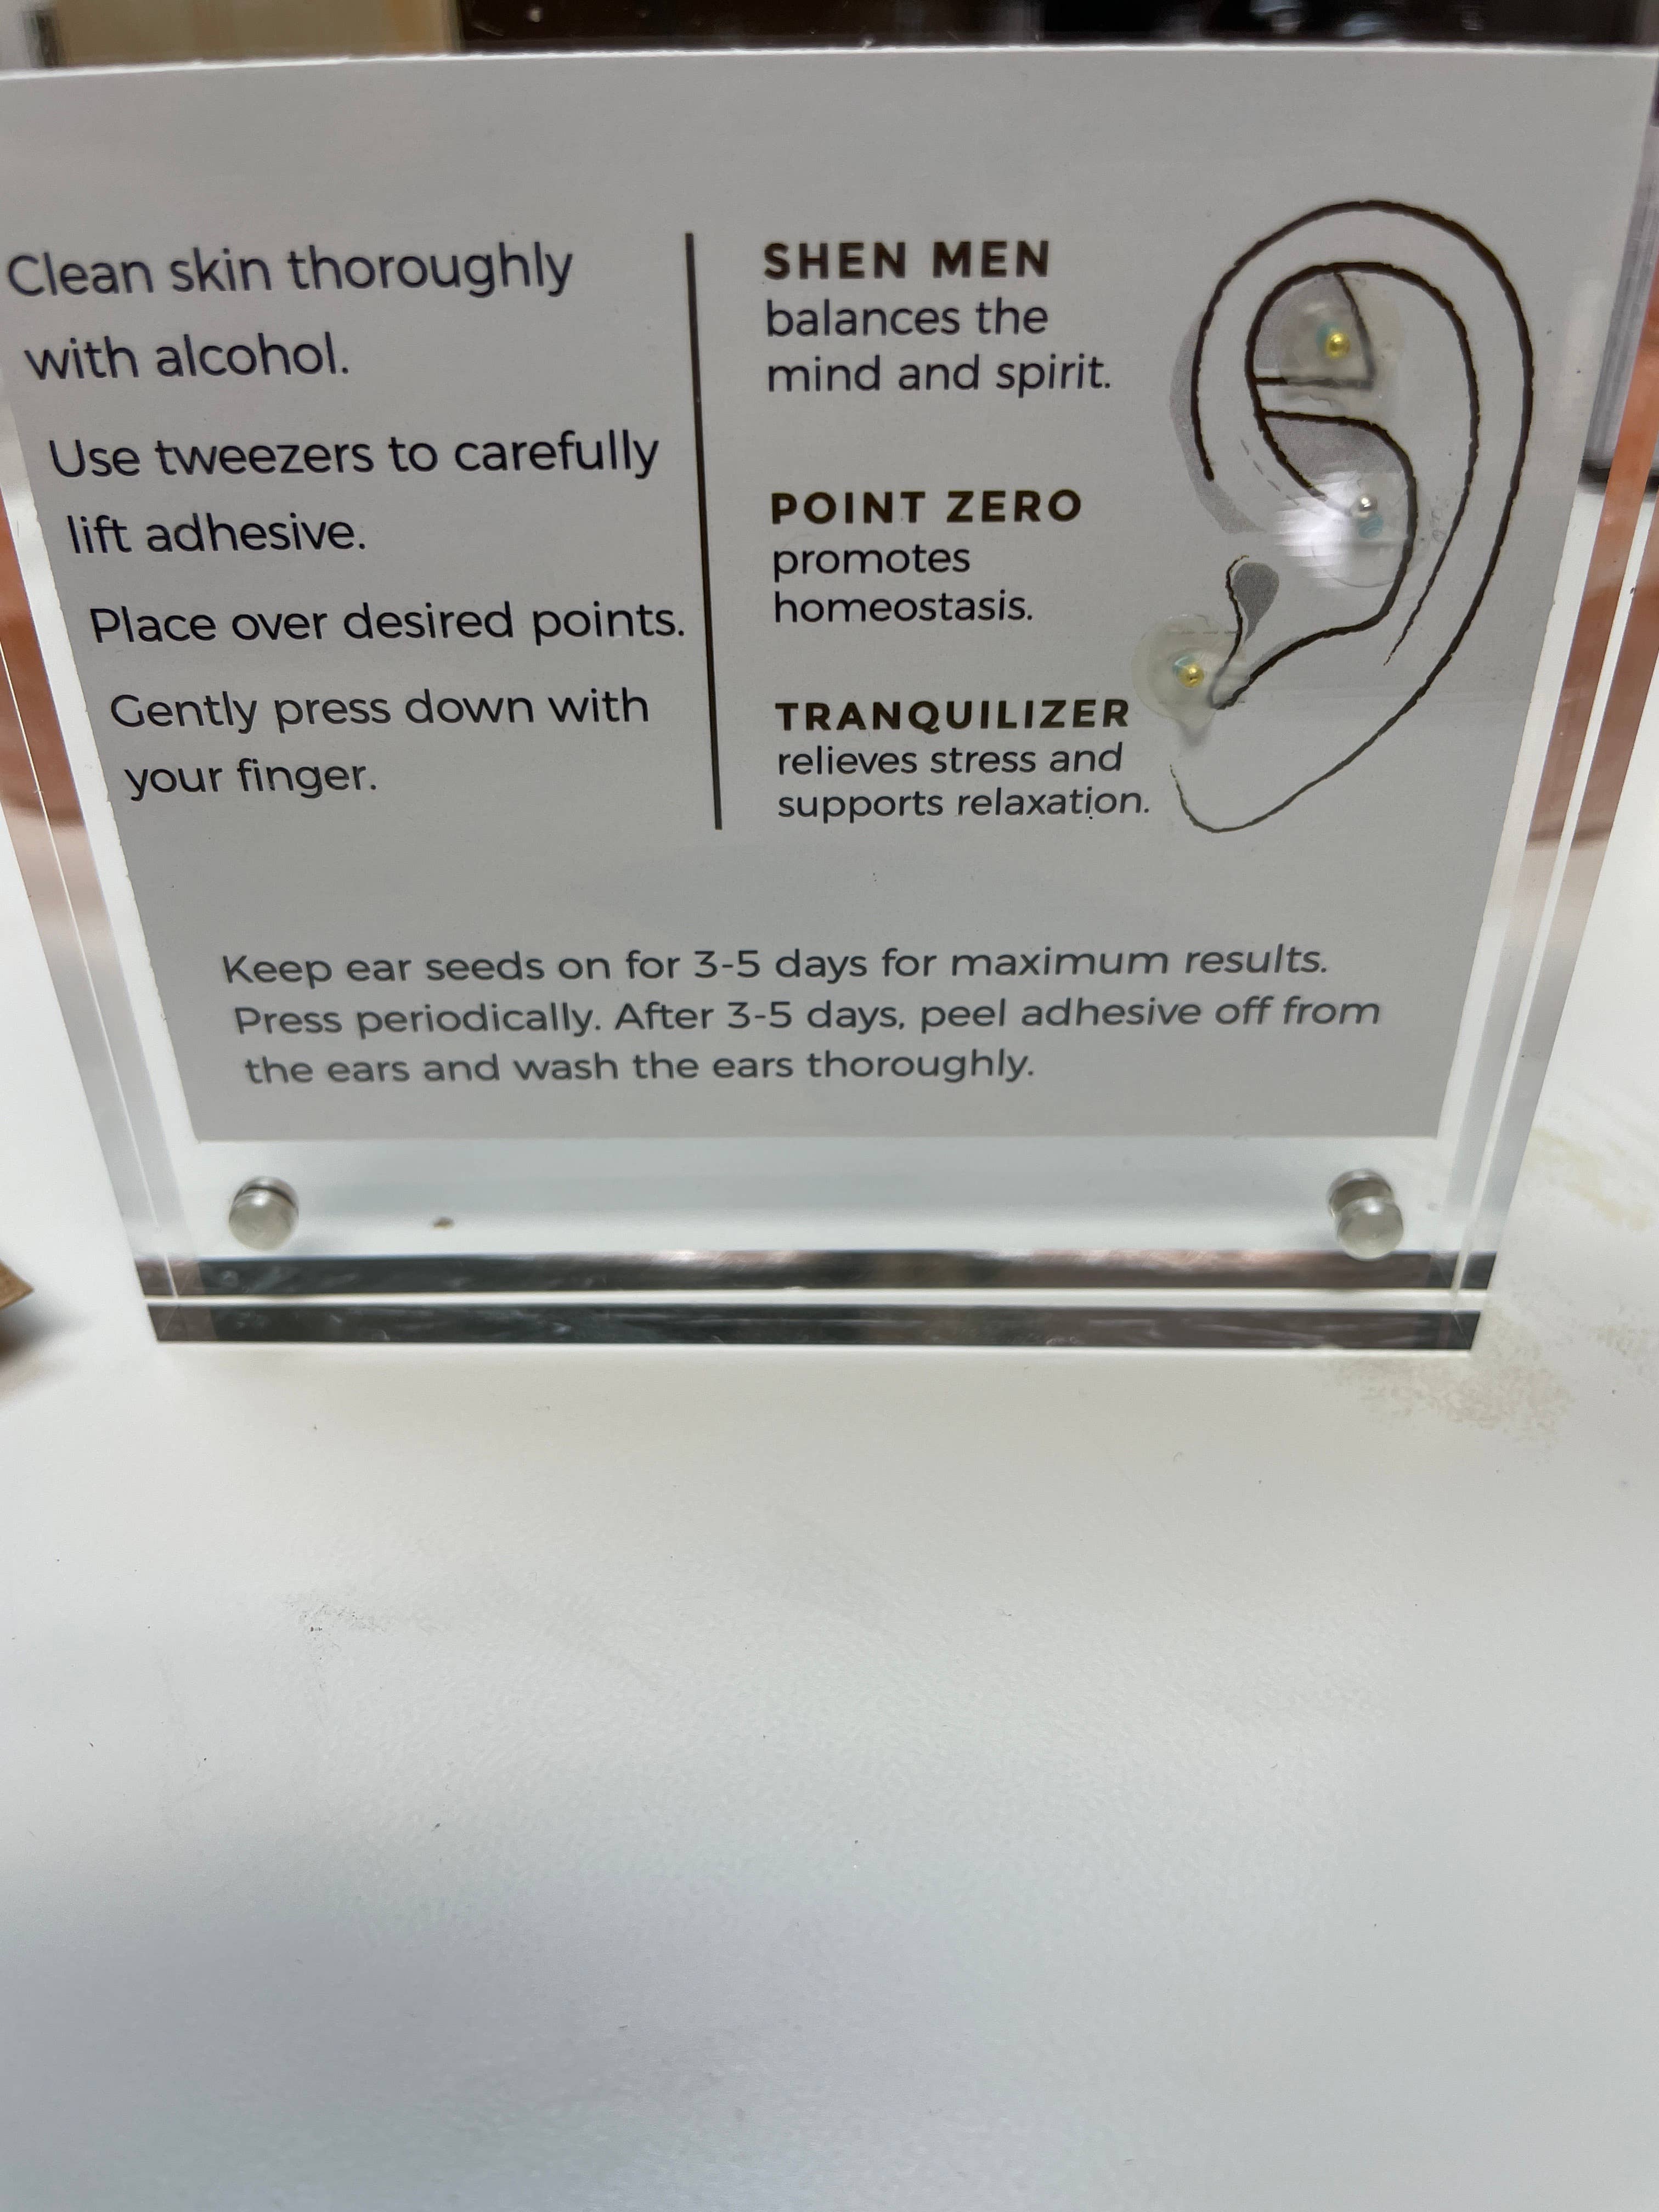 Clean skin thoroughly
with alcohol.
Use tweezers to carefully
lift adhesive.
Place over desired points.
Gently press down with
your finger.
SHEN MEN
balances the
mind and spirit.
POINT ZERO
promotes
homeostasis.
TRANQUILIZER
relieves stress and
supports relaxation.
Keep ear seeds on for 3-5 days for maximum results.
Press periodically. After 3-5 days, peel adhesive off from
the ears and wash the ears thoroughly.